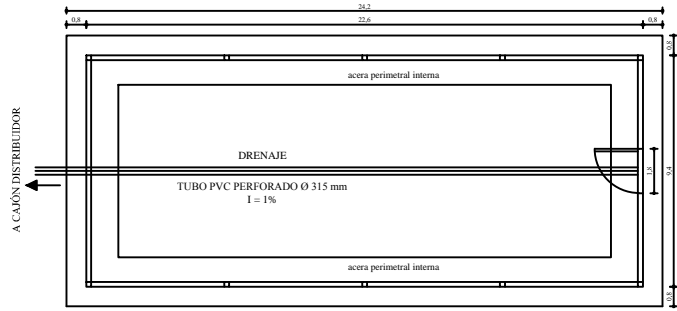 24,2
0,8
22,6
0,8
0,8
acera perimetral interna
A CAJÓN DISTRIBUIDOR
DRENAJE
TUBO PVC PERFORADO Ø 315 mm
I = 1%
1,8
9,4
acera perimetral interna
0,8